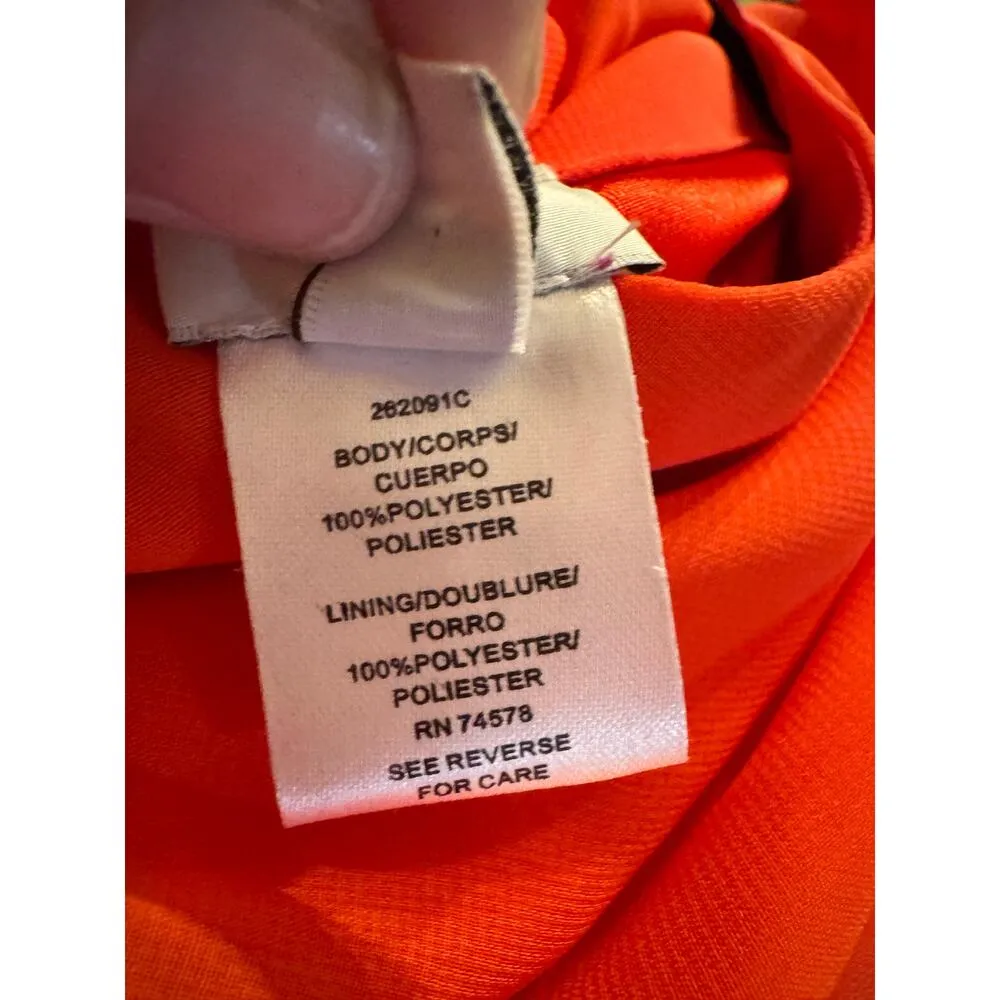 262091C
BODY/CORPS/
CUERPO
100%POLYESTER/
POLIESTER
LINING/DOUBLURE/
FORRO
100%POLYESTER/
POLIESTER
RN 74578
SEE REVERSE
FOR CARE